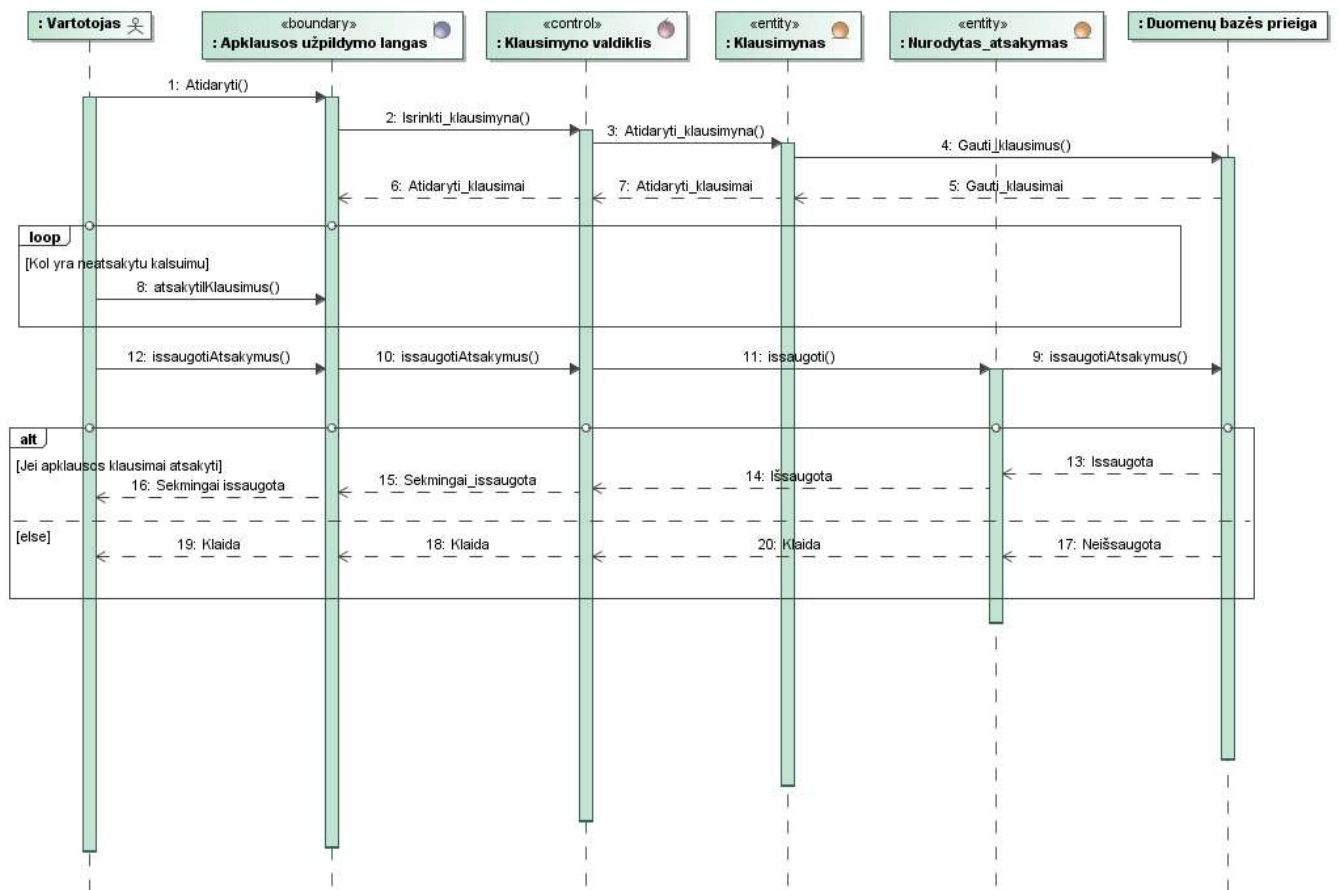 : Vartotojas
«boundary»
: Apklausos užpildymo langas
«control»
: Klausimyno valdiklis
«entity»
: Klausimynas
«entity»
: Nurodytas_atsakymas
: Duomenų bazės prieiga
1: Atidaryti()
2: Isrinkti_klausimyna()
3: Atidaryti_klausimyna()
4: Gauti_klausimus()
6: Atidaryti_klausimai
7: Atidaryti_klausimai
5: Gauti_klausimai
loop
[Kol yra neatsakytu kalsuimu]
8: atsakytiIKlausimus()
12: issaugotiAtsakymus()
10: issaugotiAtsakymus()
11: issaugoti()
9: issaugotiAtsakymus()
alt
[Jei apklausos klausimai atsakyti]
13: Issaugota
14: Išsaugota
15: Sekmingai_issaugota
16: Sekmingai issaugota
[else]
19: Klaida
18: Klaida
20: Klaida
17: Neišsaugota